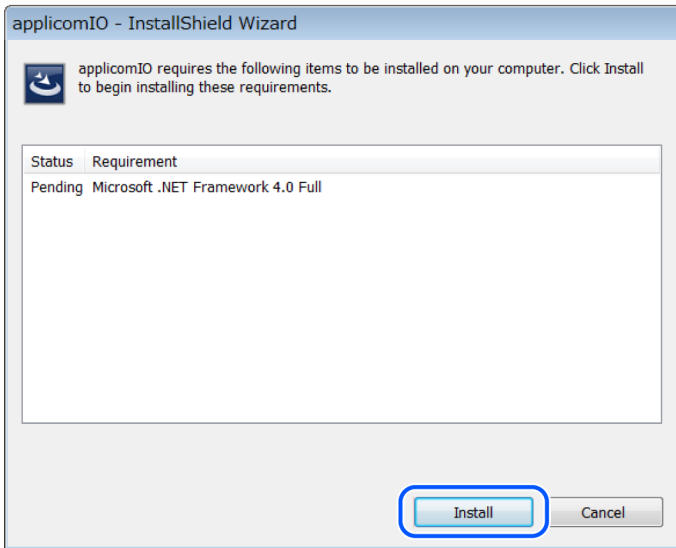 applicomIO - InstallShield Wizard
applicomIO requires the following items to be installed on your computer. Click Install
to begin installing these requirements.
Status Requirement
Pending Microsoft .NET Framework 4.0 Full
Install Cancel